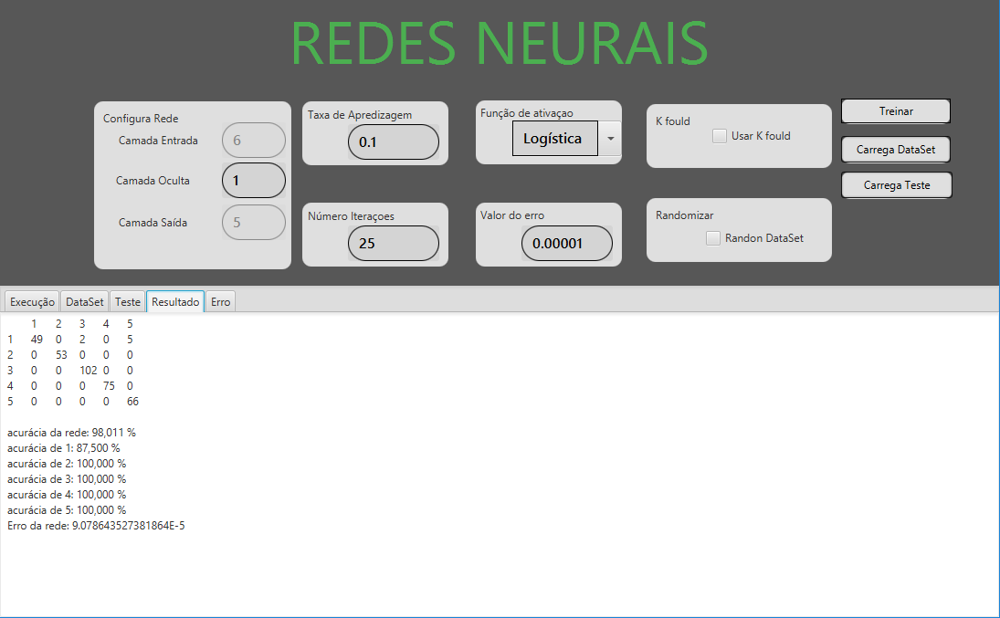 REDES NEURAIS
Configura Rede
Camada Entrada 6
Camada Oculta 1
Camada Saída 5
Taxa de Apredizagem
0.1
Número Iteraçoes
25
Função de ativaçao
Logística
Valor do erro
0.00001
K fould
Usar K fould
Randomizar
Randon DataSet
Treinar
Carrega DataSet
Carrega Teste
Execução DataSet Teste Resultado Erro
1 2 3 4 5
1 49 0 2 0 5
2 0 53 0 0 0
3 0 0 102 0 0
4 0 0 0 75 0
5 0 0 0 0 66
acurácia da rede: 98,011 %
acurácia de 1: 87,500 %
acurácia de 2: 100,000 %
acurácia de 3: 100,000 %
acurácia de 4: 100,000 %
acurácia de 5: 100,000 %
Erro da rede: 9.078643527381864E-5